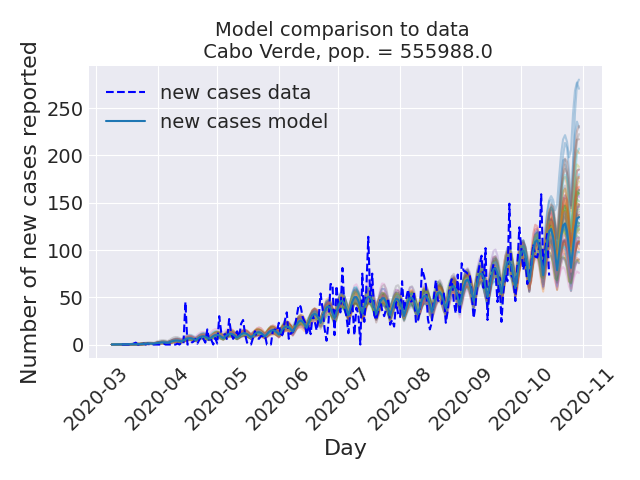 Model comparison to data
Cabo Verde, pop. = 555988.0
Number of new cases reported
250
200
150
100
50
0
new cases data
new cases model
2020-03
2020-04
2020-05
2020-06
2020-07
2020-08
2020-09
2020-10
2020-11
Day